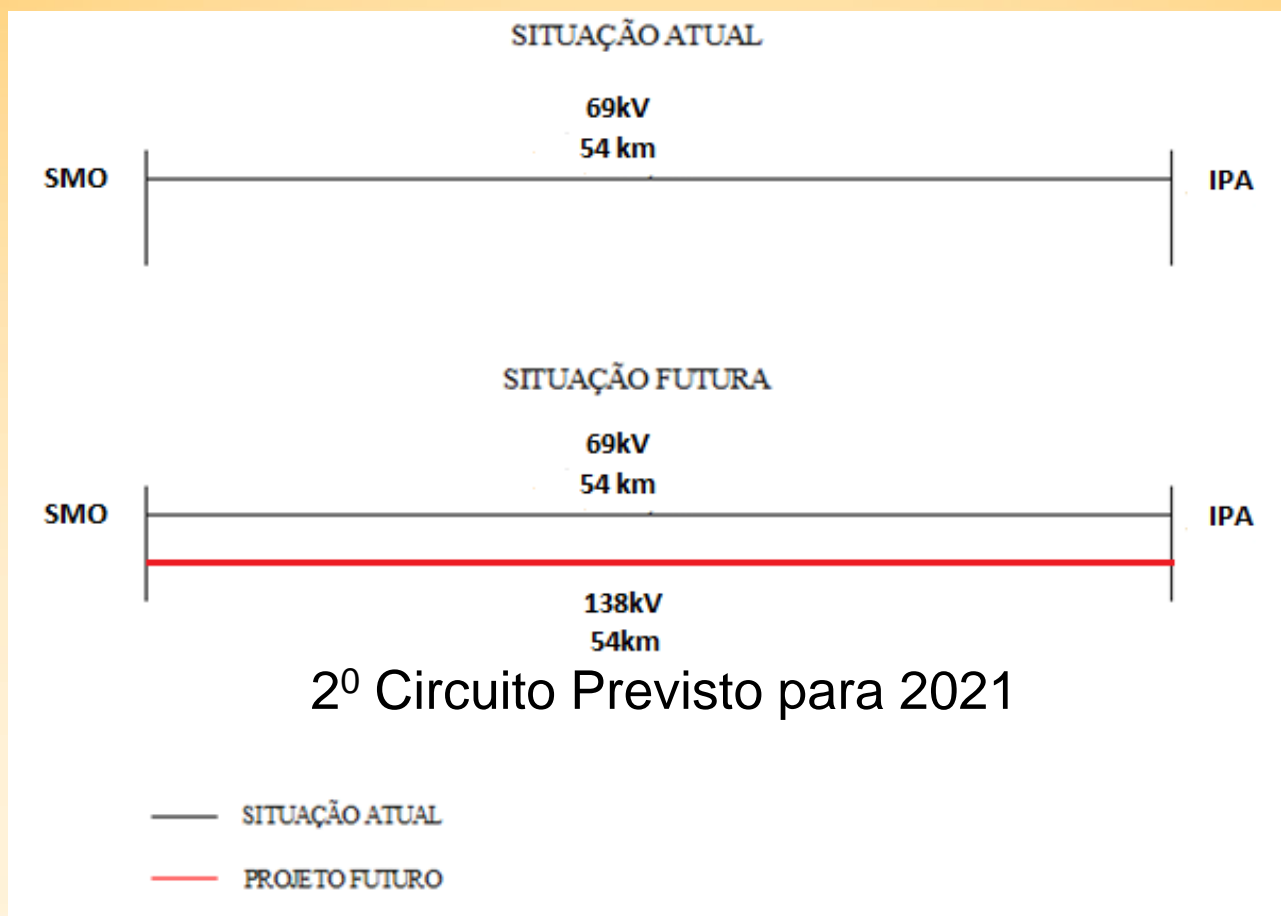 SITUAÇÃO ATUAL
69kV
54 km
SMO
IPA
SITUAÇÃO FUTURA
69kV
54 km
SMO
IPA
138kV
54km
2⁰ Circuito Previsto para 2021
SITUAÇÃO ATUAL
PROJETO FUTURO